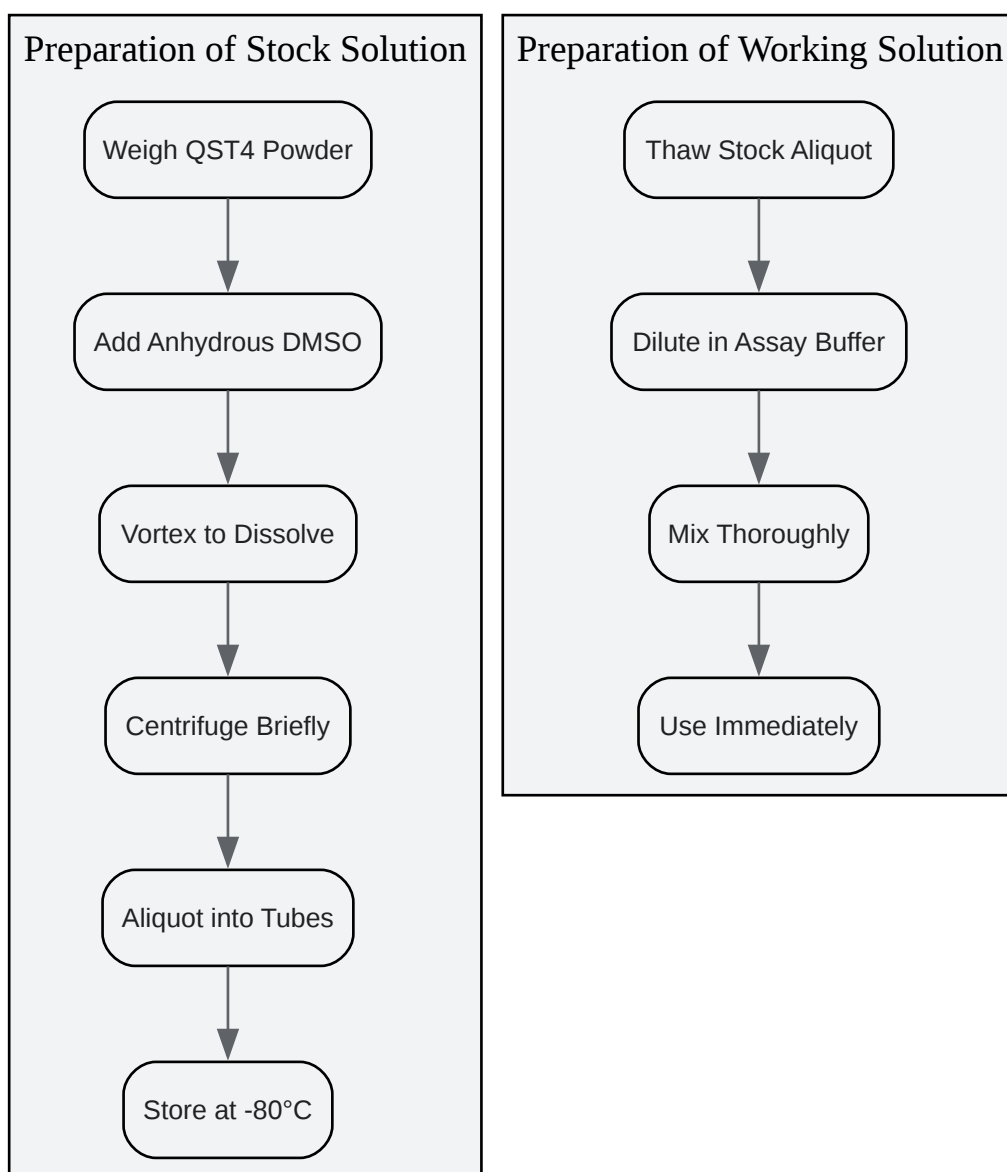 Preparation of Stock Solution
Weigh QST4 Powder
Add Anhydrous DMSO
Vortex to Dissolve
Centrifuge Briefly
Aliquot into Tubes
Store at -80°C
Preparation of Working Solution
Thaw Stock Aliquot
Dilute in Assay Buffer
Mix Thoroughly
Use Immediately